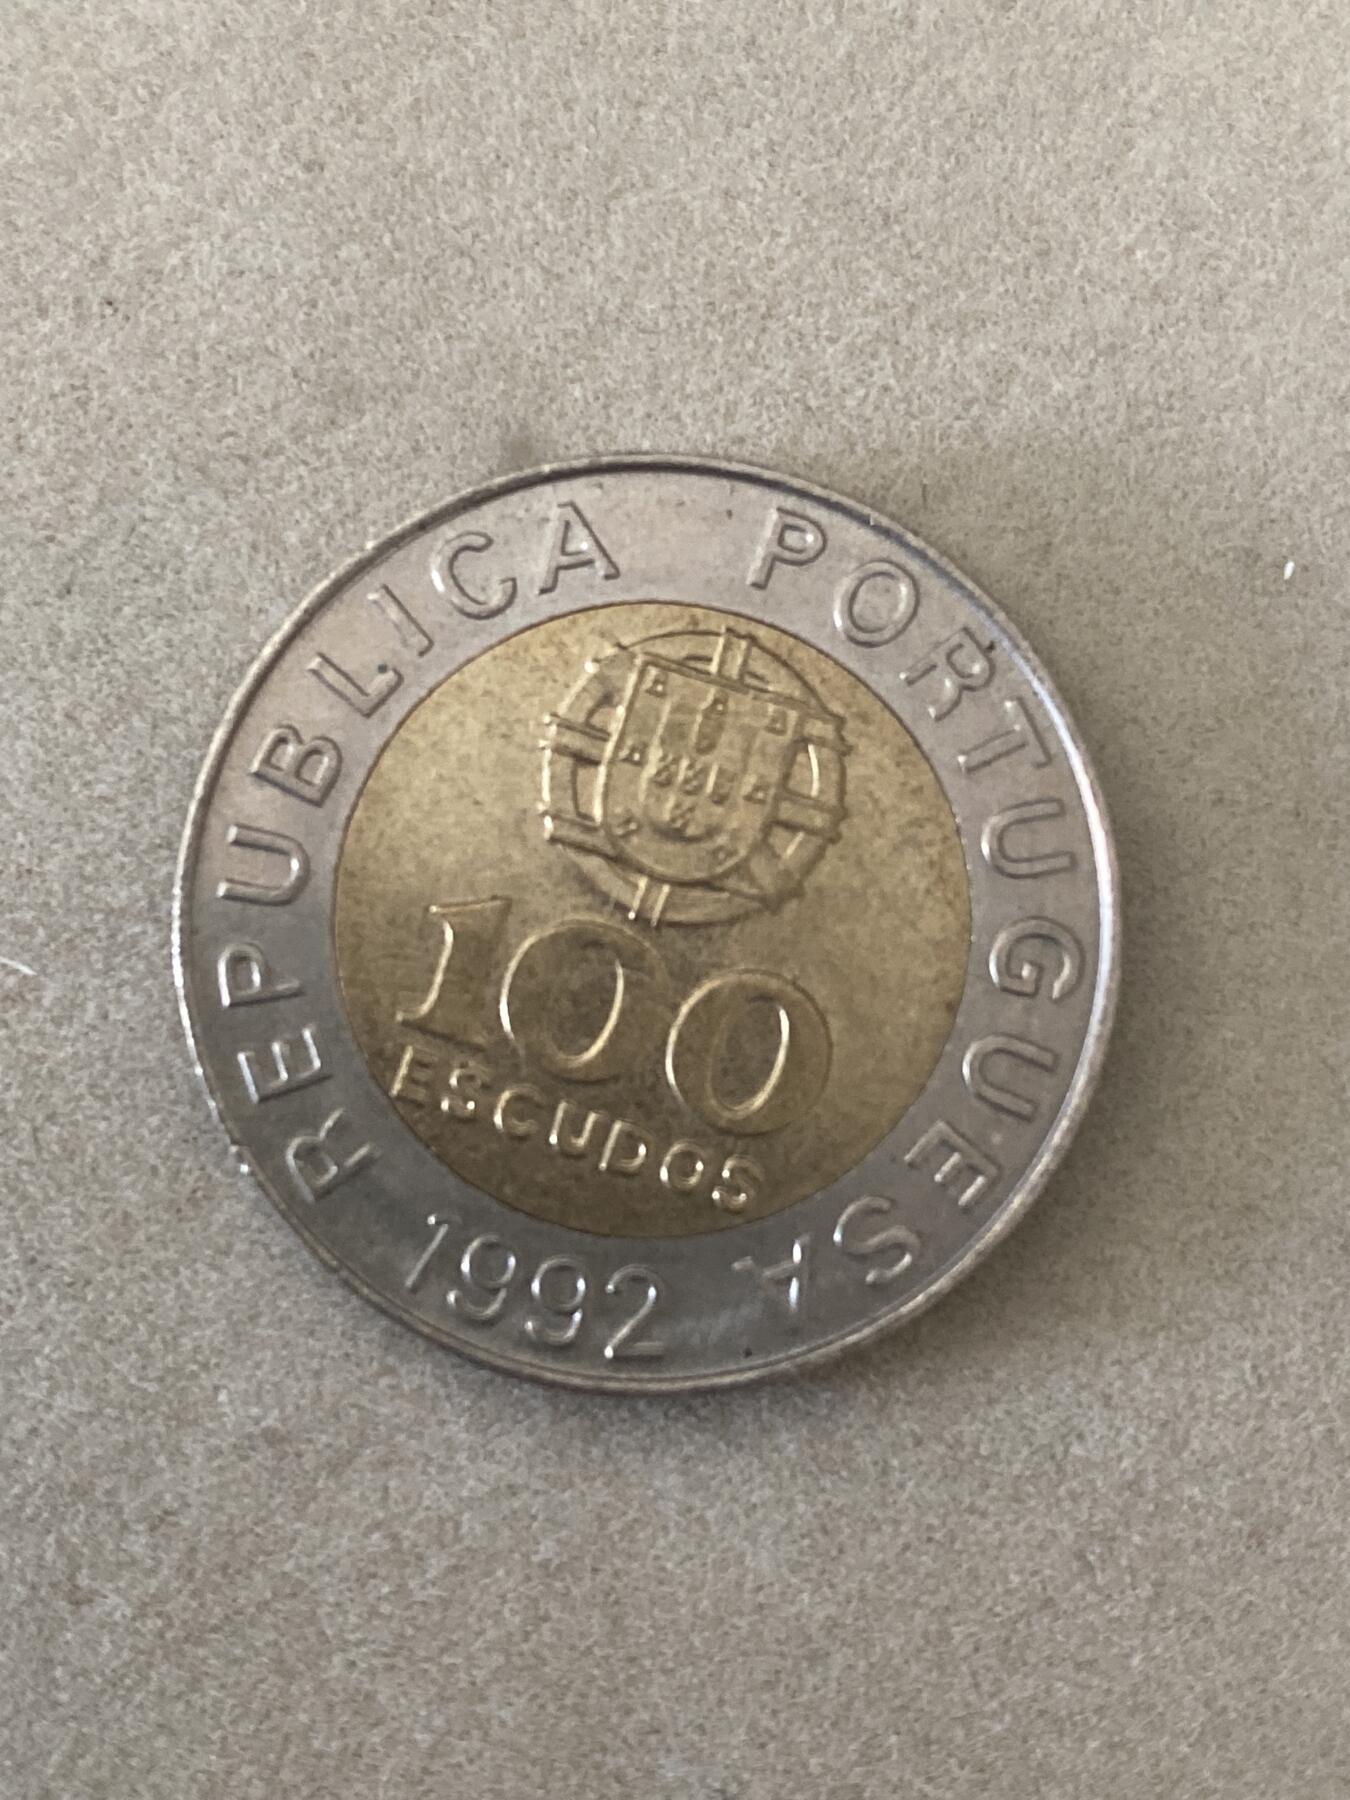 REPUBLICA PORTUGUESA
100
ESCUDOS
1992